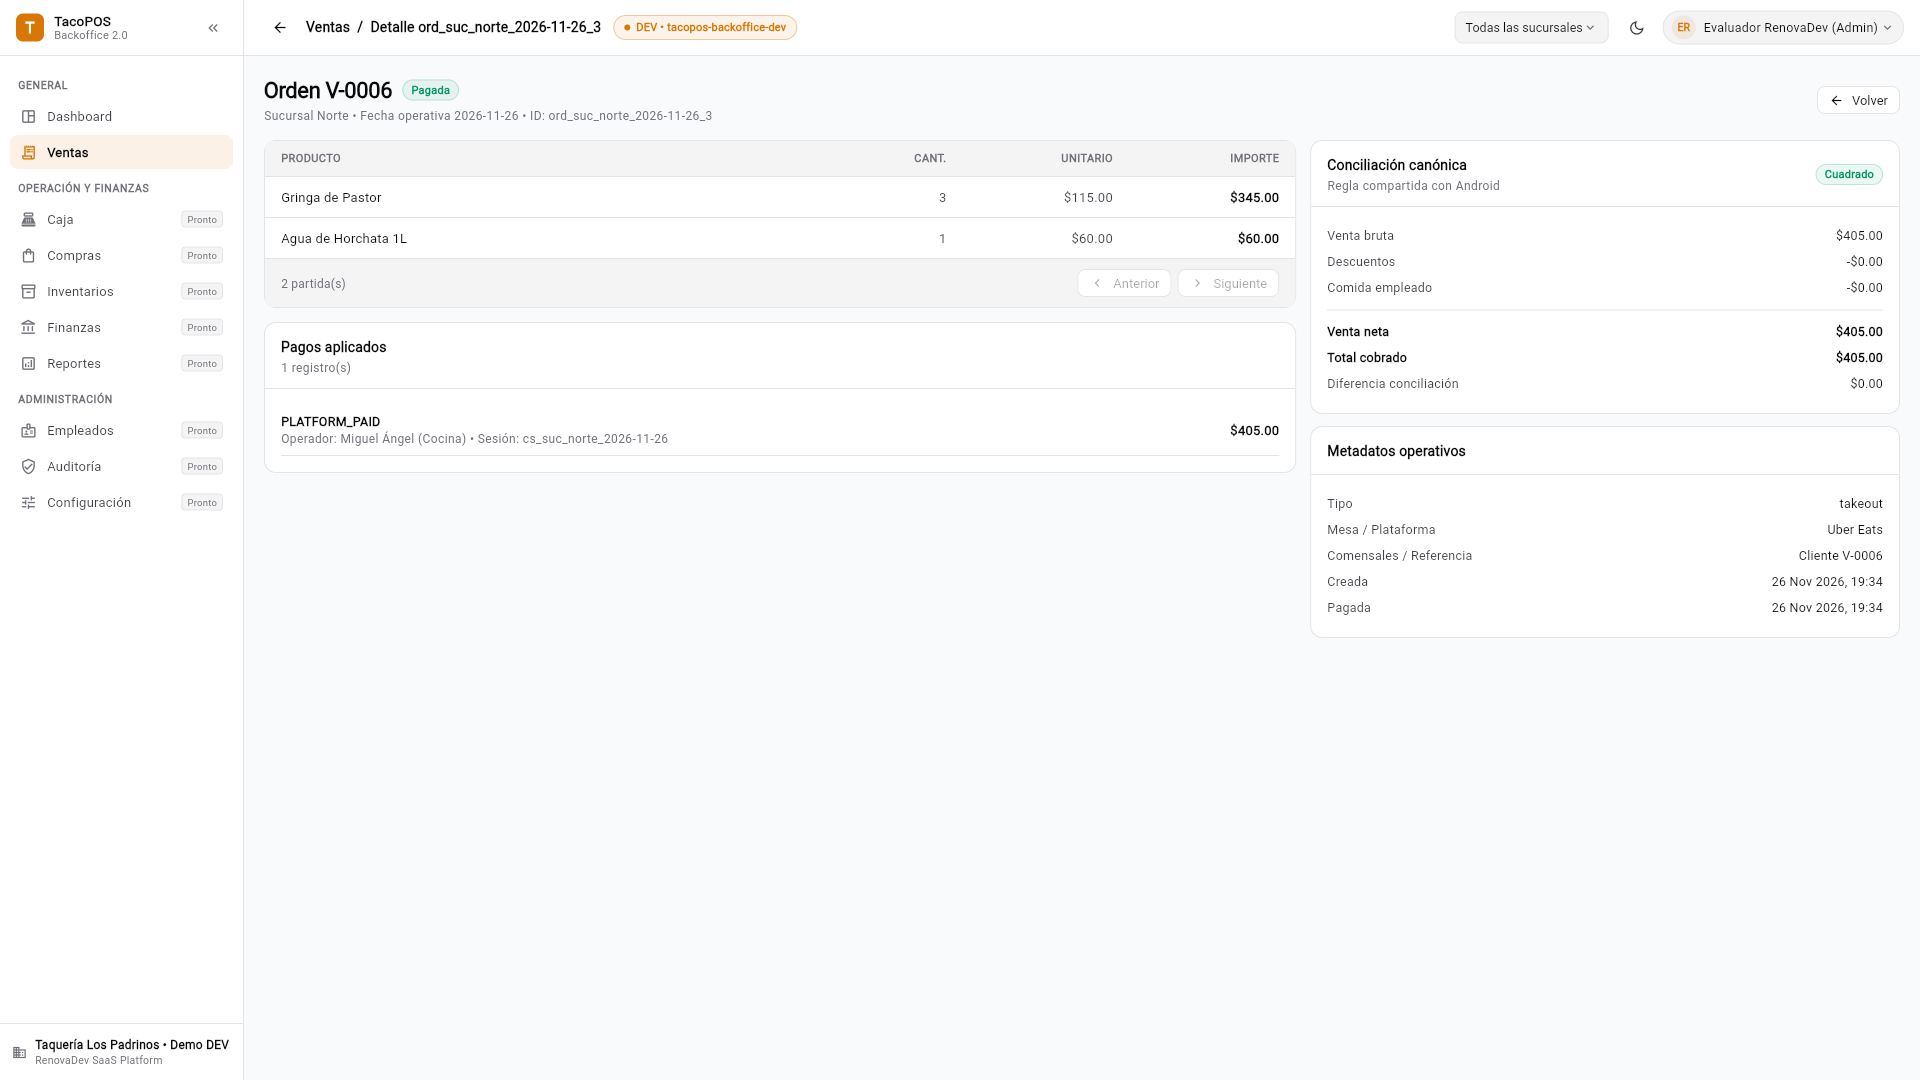 T
TacoPOS
Backoffice 2.0
GENERAL
Dashboard
Ventas
OPERACIÓN Y FINANZAS
Caja Pronto
Compras Pronto
Inventarios Pronto
Finanzas Pronto
Reportes Pronto
ADMINISTRACIÓN
Empleados Pronto
Auditoría Pronto
Configuración Pronto
Taquería Los Padrinos • Demo DEV
RenovaDev SaaS Platform
Ventas / Detalle ord_suc_norte_2026-11-26_3 DEV • tacopos-backoffice-dev Todas las sucursales ER Evaluador RenovaDev (Admin)
Orden V-0006 Pagada
Sucursal Norte • Fecha operativa 2026-11-26 • ID: ord_suc_norte_2026-11-26_3
Volver
PRODUCTO CANT. UNITARIO IMPORTE
Gringa de Pastor 3 $115.00 $345.00
Agua de Horchata 1L 1 $60.00 $60.00
2 partida(s) Anterior Siguiente
Pagos aplicados
1 registro(s)
PLATFORM_PAID
Operador: Miguel Ángel (Cocina) • Sesión: cs_suc_norte_2026-11-26
$405.00
Conciliación canónica
Regla compartida con Android
Cuadrado
Venta bruta $405.00
Descuentos -$0.00
Comida empleado -$0.00
Venta neta $405.00
Total cobrado $405.00
Diferencia conciliación $0.00
Metadatos operativos
Tipo takeout
Mesa / Plataforma Uber Eats
Comensales / Referencia Cliente V-0006
Creada 26 Nov 2026, 19:34
Pagada 26 Nov 2026, 19:34